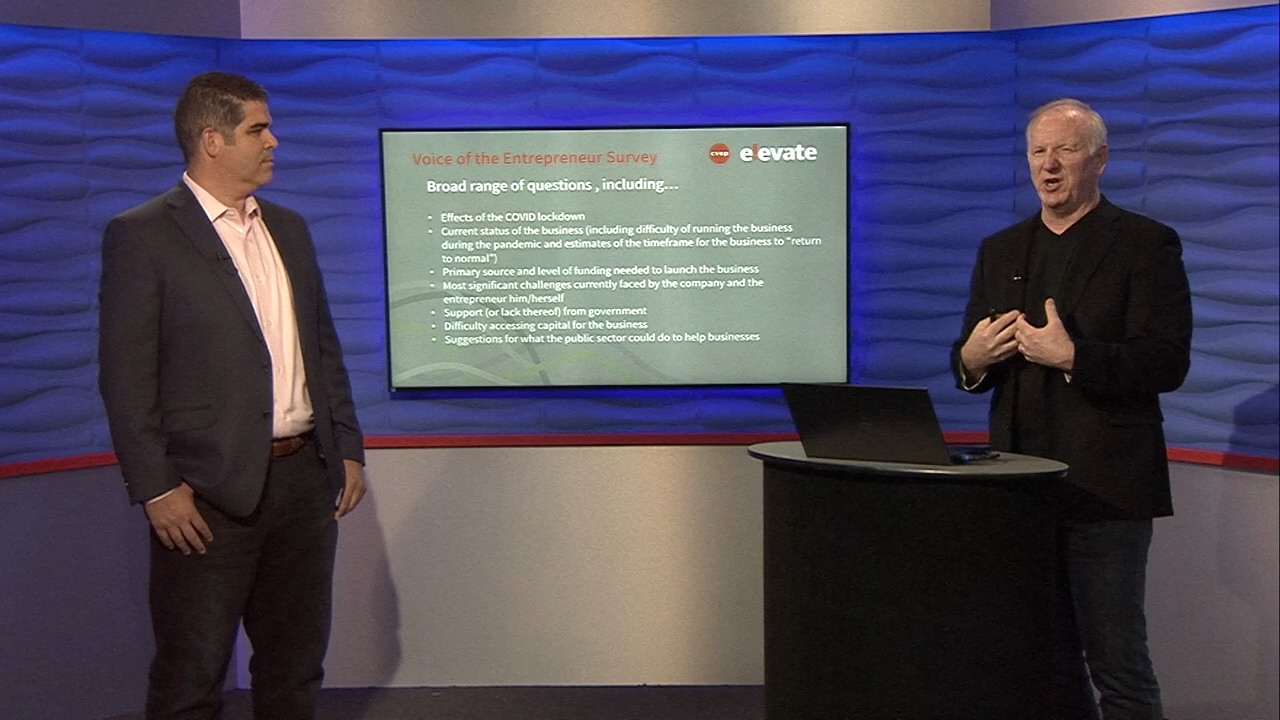 Voice of the Entrepreneur Survey
cvep elevate
Broad range of questions , including...
• Effects of the COVID lockdown
• Current status of the business (including difficulty of running the business
during the pandemic and estimates of the timeframe for the business to "return
to normal")
• Primary source and level of funding needed to launch the business
• Most significant challenges currently faced by the company and the
entrepreneur him/herself
• Support (or lack thereof) from government
• Difficulty accessing capital for the business
• Suggestions for what the public sector could do to help businesses